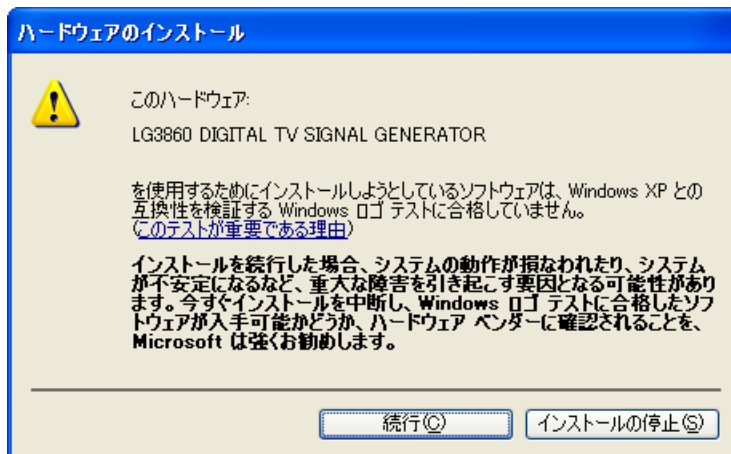 ハードウェアのインストール
このハードウェア:
LG3860 DIGITAL TV SIGNAL GENERATOR
を使用するためにインストールしようとしているソフトウェアは、Windows XP との
互換性を検証する Windows ロゴ テストに合格していません。
(このテストが重要である理由)
インストールを続行した場合、システムの動作が損なわれたり、システム
が不安定になるなど、重大な障害を引き起こす要因となる可能性があり
ます。今すぐインストールを中断し、Windows ロゴ テストに合格したソフ
トウェアが入手可能かどうか、ハードウェア ベンダーに確認されることを、
Microsoft は強くお勧めします。
続行(C)
インストールの停止(S)